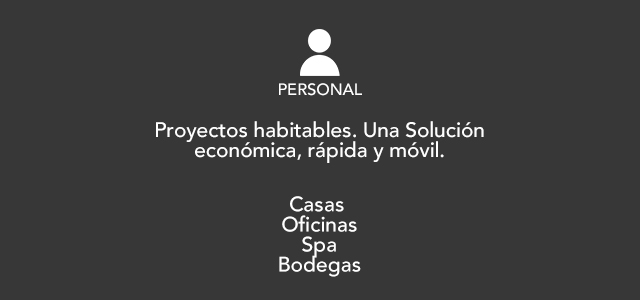 PERSONAL
Proyectos habitables. Una Solución
económica, rápida y móvil.
Casas
Oficinas
Spa
Bodegas